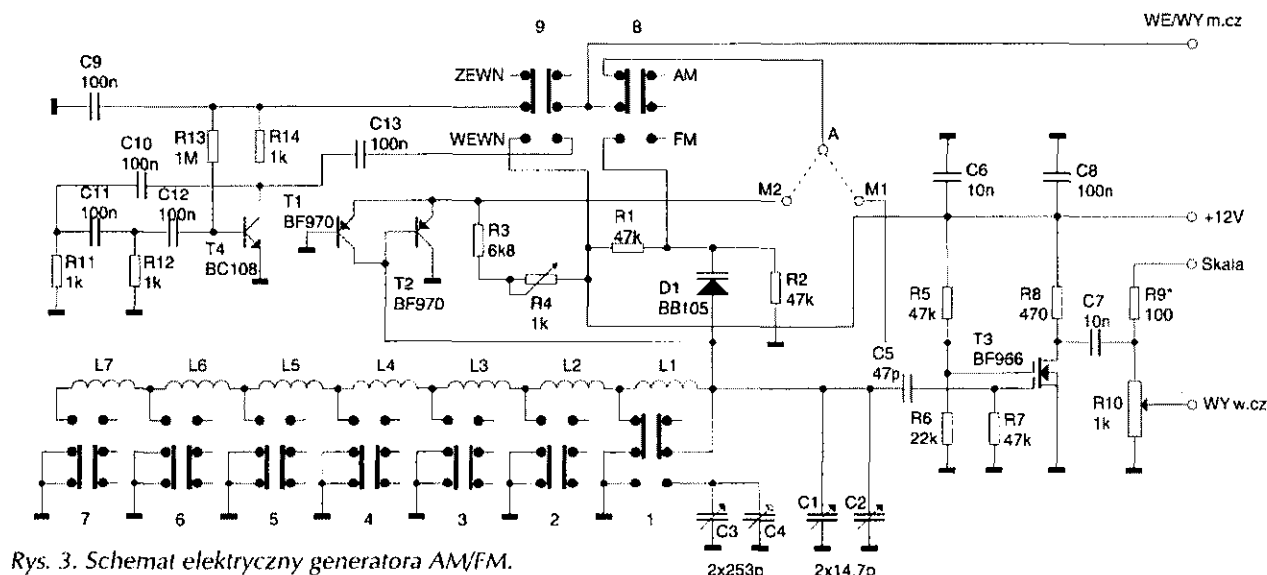 9
8
WE/WY m.cz
C9
100n
ZEWN
AM
C13
100n
WEWN
FM
R13
1M
R14
1k
C10
100n
C11
100n
C12
100n
T4
BC108
R11
1k
R12
1k
T1
BF970
T2
BF970
R3
6k8
R4
1k
R1
47k
D1
BB105
R2
47k
A
M2
M1
C6
10n
C8
100n
+12V
Skala
R5
47k
R8
470
C7
10n
R9*
100
T3
BF966
C5
47p
R6
22k
R7
47k
R10
1k
WY w.cz
L7
L6
L5
L4
L3
L2
L1
7
6
5
4
3
2
1
C3
C4
C1
C2
2x253p
2x14,7p
Rys. 3. Schemat elektryczny generatora AM/FM.